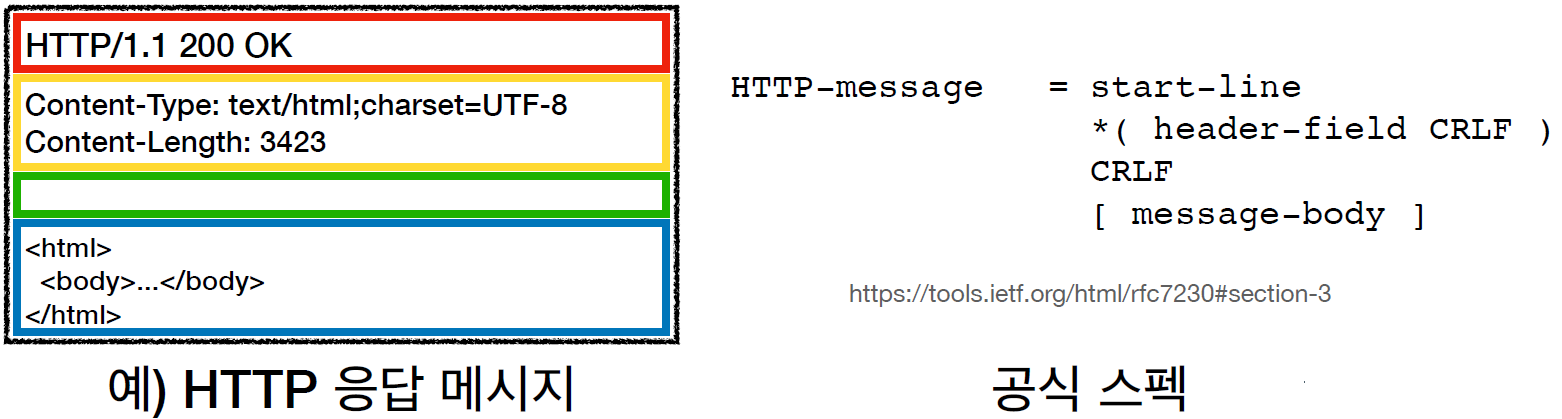 HTTP/1.1 200 OK
Content-Type: text/html;charset=UTF-8
Content-Length: 3423
<html>
<body>...</body>
</html>
예) HTTP 응답 메시지
HTTP-message = start-line
*( header-field CRLF )
CRLF
[ message-body ]
https://tools.ietf.org/html/rfc7230#section-3
공식 스펙